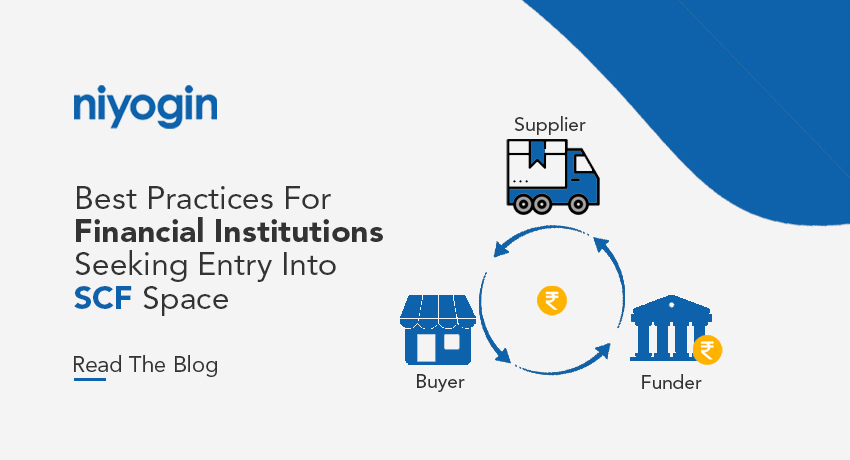 niyogin
Best Practices For
Financial Institutions
Seeking Entry Into
SCF Space
Read The Blog
Supplier
₹
Buyer
₹
Funder